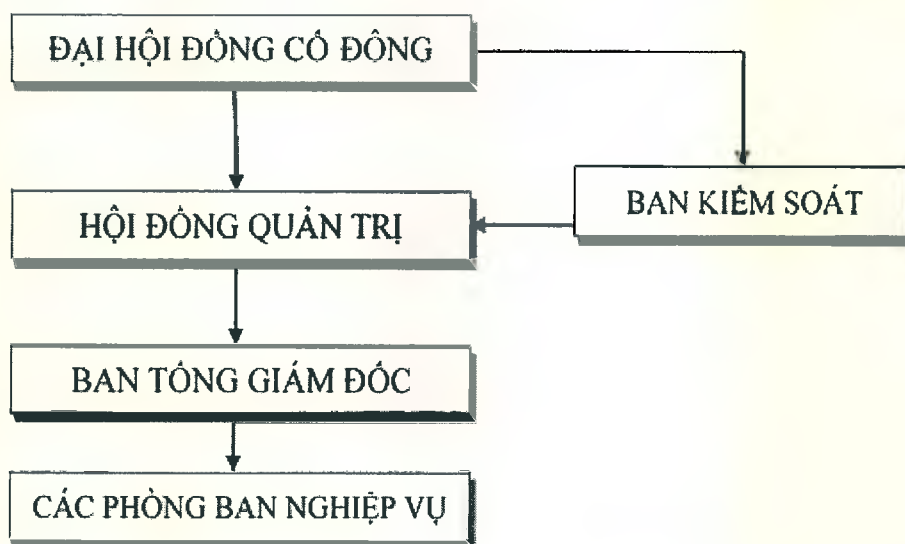 ĐẠI HỘI ĐỒNG CỔ ĐÔNG
BAN KIỂM SOÁT
HỘI ĐỒNG QUẢN TRỊ
BAN TỔNG GIÁM ĐỐC
CÁC PHÒNG BAN NGHIỆP VỤ